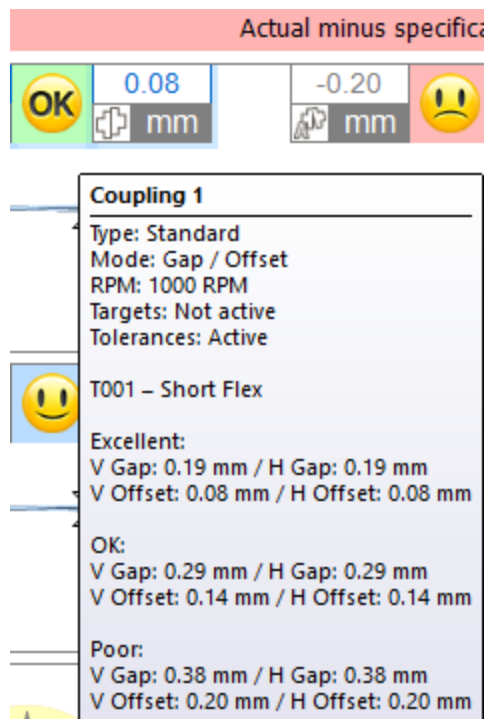 Actual minus specifica
OK
0.08
mm
-0.20
mm
Coupling 1
Type: Standard
Mode: Gap / Offset
RPM: 1000 RPM
Targets: Not active
Tolerances: Active
T001 – Short Flex
Excellent:
V Gap: 0.19 mm / H Gap: 0.19 mm
V Offset: 0.08 mm / H Offset: 0.08 mm
OK:
V Gap: 0.29 mm / H Gap: 0.29 mm
V Offset: 0.14 mm / H Offset: 0.14 mm
Poor:
V Gap: 0.38 mm / H Gap: 0.38 mm
V Offset: 0.20 mm / H Offset: 0.20 mm